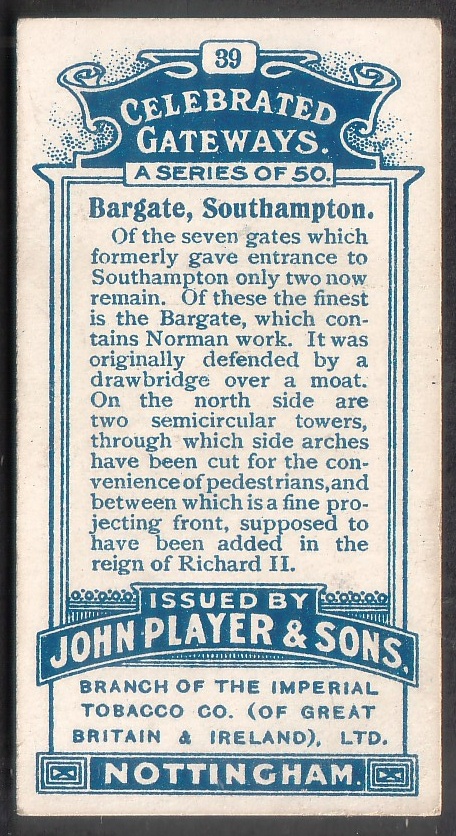 39
CELEBRATED
GATEWAYS.
A SERIES OF 50.
Bargate, Southampton.
Of the seven gates which
formerly gave entrance to
Southampton only two now
remain. Of these the finest
is the Bargate, which con-
tains Norman work. It was
originally defended by a
drawbridge over a moat.
On the north side are
two semicircular towers,
through which side arches
have been cut for the con-
venience of pedestrians, and
between which is a fine pro-
jecting front, supposed to
have been added in the
reign of Richard II.
ISSUED BY
JOHN PLAYER & SONS.
BRANCH OF THE IMPERIAL
TOBACCO CO. (OF GREAT
BRITAIN & IRELAND), LTD.
NOTTINGHAM.